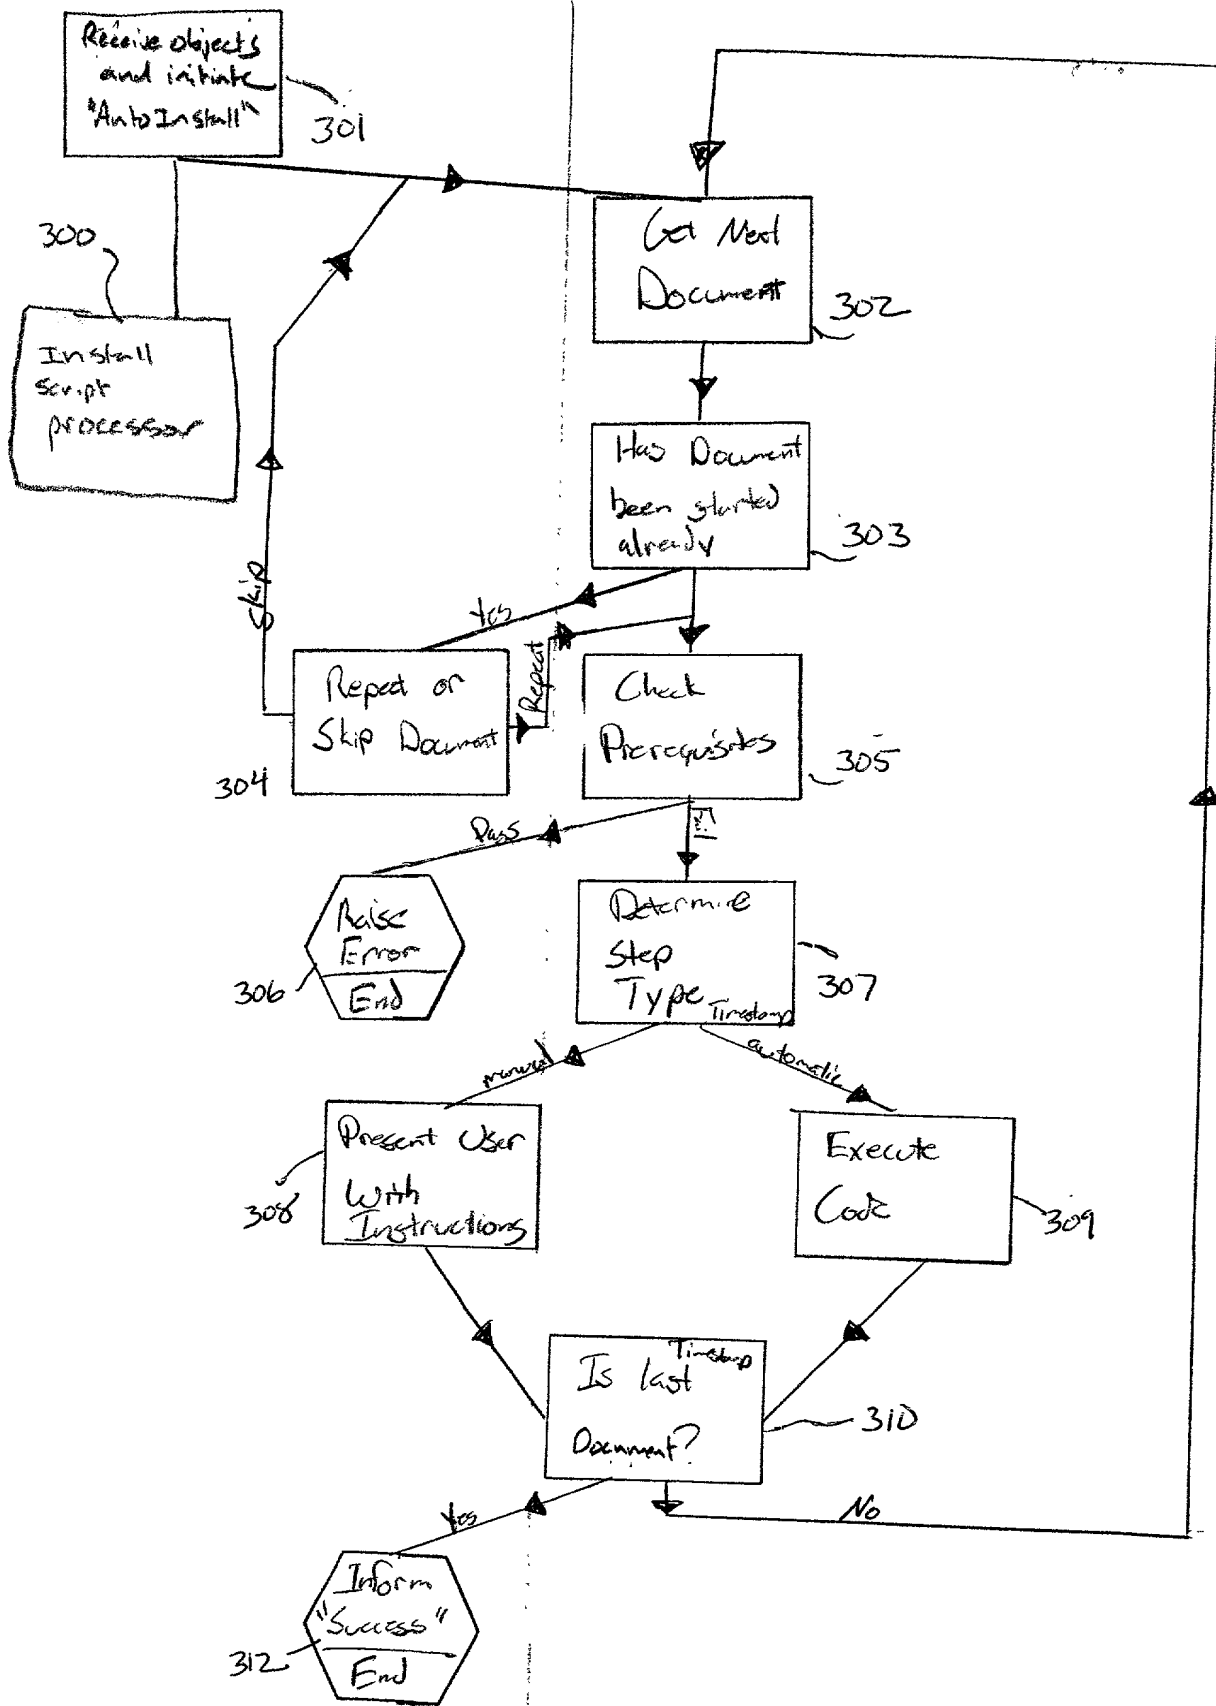 Receive objects
and initiate
"AutoInstall"
301
300
Install
script
processor
Get Next
Document
302
Has Document
been started
already
303
Yes
Skip
Repeat
Repeat or
Skip Document
304
Check
Prerequisites
305
Pass
Raise
Error
End
306
Determine
Step
Type
Timestamp
307
manual
automatic
Present User
With
Instructions
308
Execute
Code
309
Timestamp
Is last
Document?
310
Yes
No
Inform
"Success"
End
312